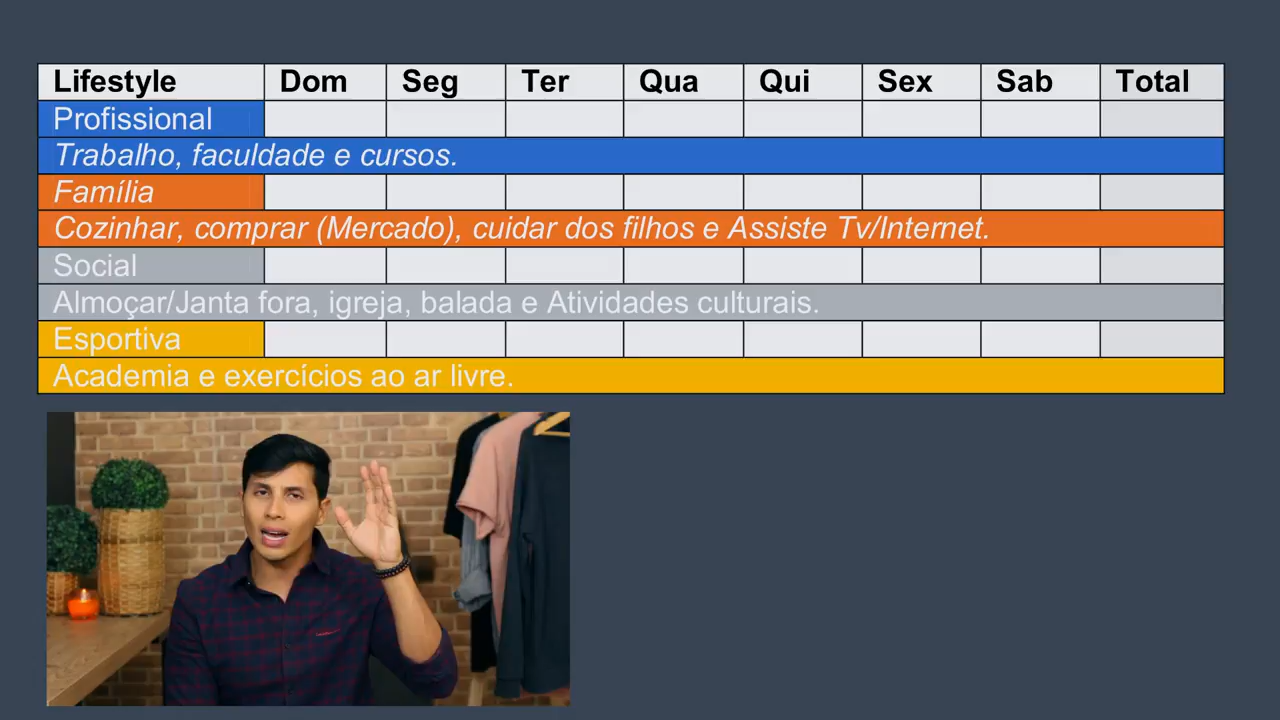 Lifestyle Dom Seg Ter Qua Qui Sex Sab Total
Profissional
Trabalho, faculdade e cursos.
Família
Cozinhar, comprar (Mercado), cuidar dos filhos e Assiste Tv/Internet.
Social
Almoçar/Janta fora, igreja, balada e Atividades culturais.
Esportiva
Academia e exercícios ao ar livre.